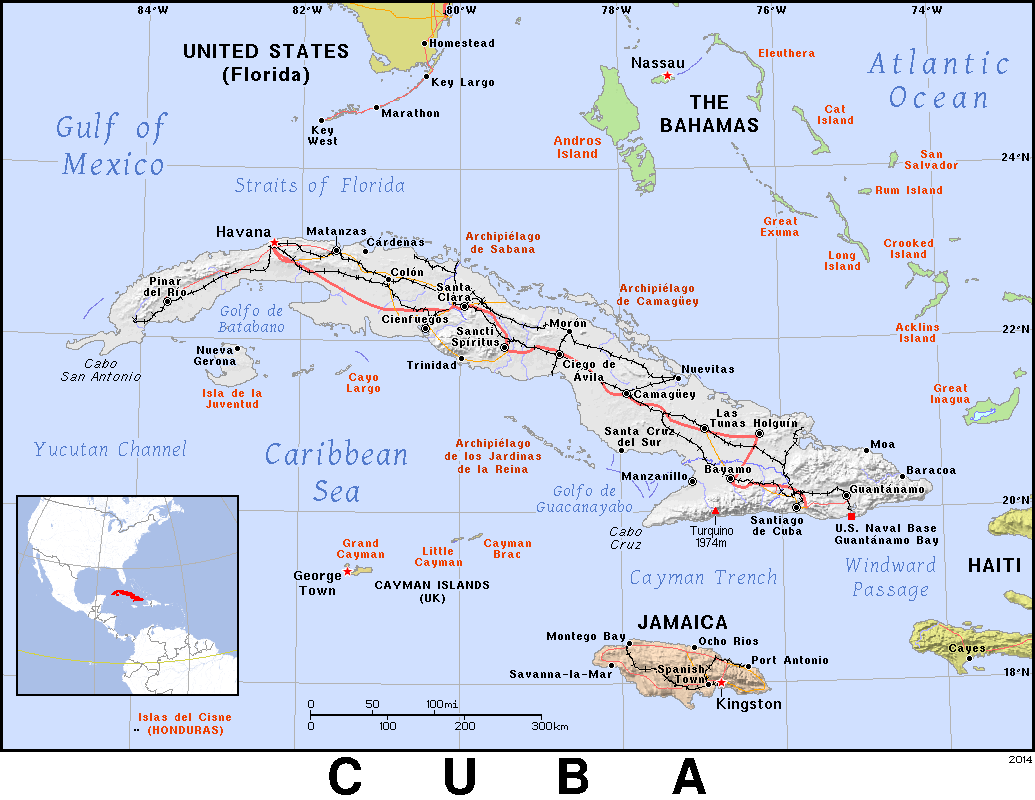 84°W
82°W
80°W
78°W
76°W
74°W
UNITED STATES
(Florida)
Homestead
Key Largo
Marathon
Key
West
Gulf of
Mexico
Straits of Florida
Nassau
THE
BAHAMAS
Eleuthera
Atlantic
Ocean
Cat
Island
Andros
Island
San
Salvador
24°N
Rum Island
Great
Exuma
Long
Island
Crooked
Island
Acklins
Island
22°N
Great
Inagua
Havana
Matanzas
Cárdenas
Archipiélago
de Sabana
Pinar
del Río
Colón
Santa
Clara
Archipiélago
de Camagüey
Golfo de
Batabano
Cienfuegos
Sancti
Spíritus
Morón
Cabo
San Antonio
Nueva
Gerona
Trinidad
Ciego de
Ávila
Nuevitas
Isla de la
Juventud
Cayo
Largo
Camagüey
Las
Tunas
Holguín
Yucutan Channel
Caribbean
Sea
Archipiélago
de los Jardinas
de la Reina
Santa Cruz
del Sur
Moa
Manzanillo
Bayamo
Baracoa
Guantánamo
Golfo de
Guacanayabo
20°N
Cabo
Cruz
Turquino
1974m
Santiago
de Cuba
U.S. Naval Base
Guantánamo Bay
Grand
Cayman
Little
Cayman
Cayman
Brac
George
Town
CAYMAN ISLANDS
(UK)
Cayman Trench
Windward
Passage
HAITI
JAMAICA
Montego Bay
Ocho Rios
Savanna-la-Mar
Spanish
Town
Port Antonio
Kingston
Cayes
18°N
Islas del Cisne
(HONDURAS)
0 50 100mi
0 100 200 300km
2014
C U B A